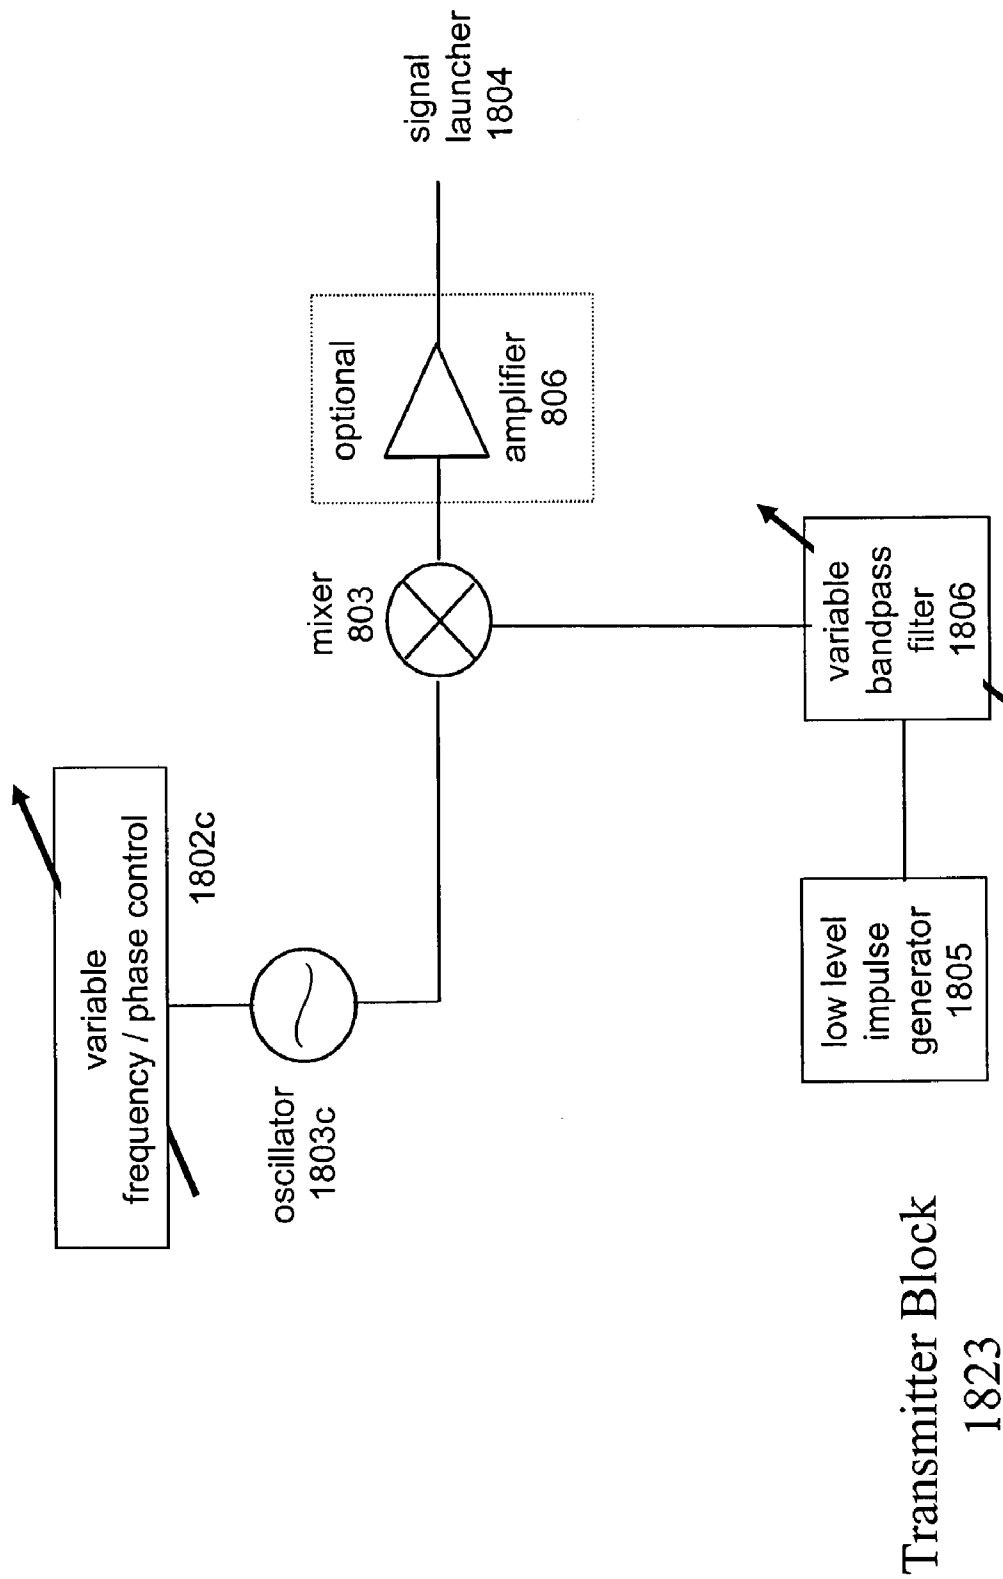 variable
frequency / phase control
1802c
oscillator
1803c
mixer
803
optional
amplifier
806
signal
launcher
1804
low level
impulse
generator
1805
variable
bandpass
filter
1806
Transmitter Block
1823